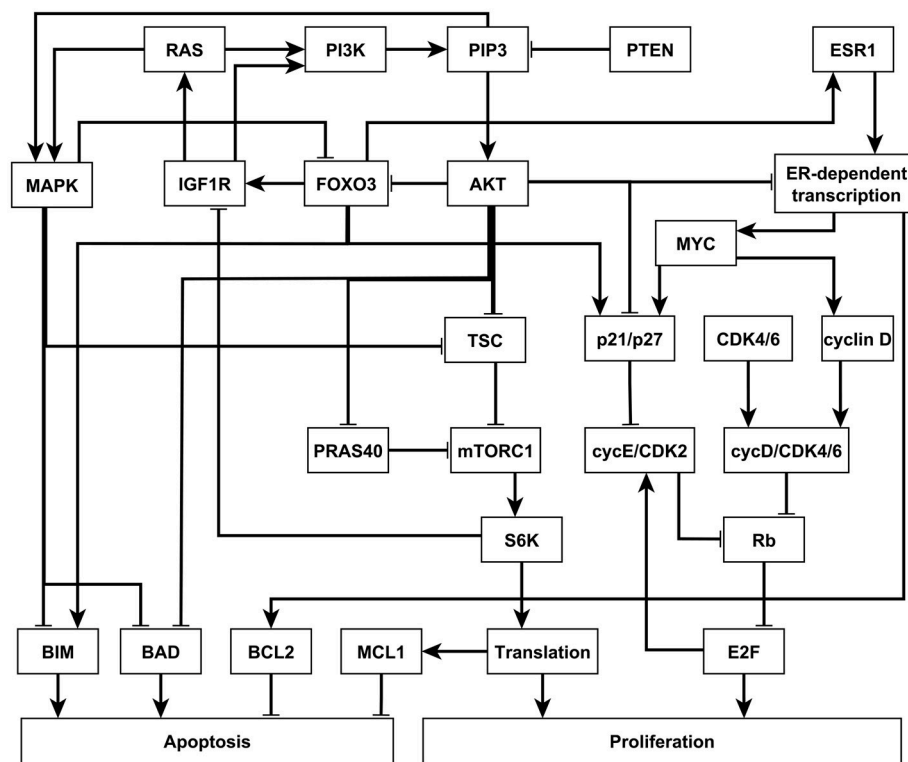 RAS
PI3K
PIP3
PTEN
ESR1
MAPK
IGF1R
FOXO3
AKT
ER-dependent
transcription
MYC
TSC
p21/p27
CDK4/6
cyclin D
PRAS40
mTORC1
cycE/CDK2
cycD/CDK4/6
S6K
Rb
BIM
BAD
BCL2
MCL1
Translation
E2F
Apoptosis
Proliferation